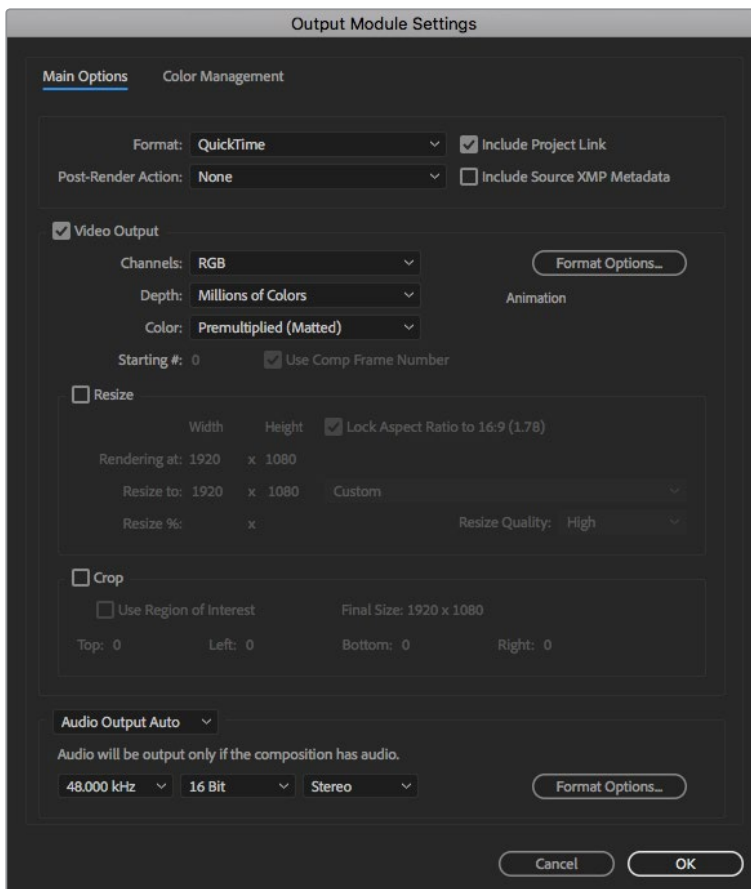 Output Module Settings
Main Options Color Management
Format: QuickTime Include Project Link
Post-Render Action: None Include Source XMP Metadata
Video Output
Channels: RGB Format Options...
Depth: Millions of Colors Animation
Color: Premultiplied (Matted)
Starting #: 0 Use Comp Frame Number
Resize
Width Height Lock Aspect Ratio to 16:9 (1.78)
Rendering at: 1920 x 1080
Resize to: 1920 x 1080 Custom
Resize %: x Resize Quality: High
Crop
Use Region of Interest Final Size: 1920 x 1080
Top: 0 Left: 0 Bottom: 0 Right: 0
Audio Output Auto
Audio will be output only if the composition has audio.
48.000 kHz 16 Bit Stereo Format Options...
Cancel OK